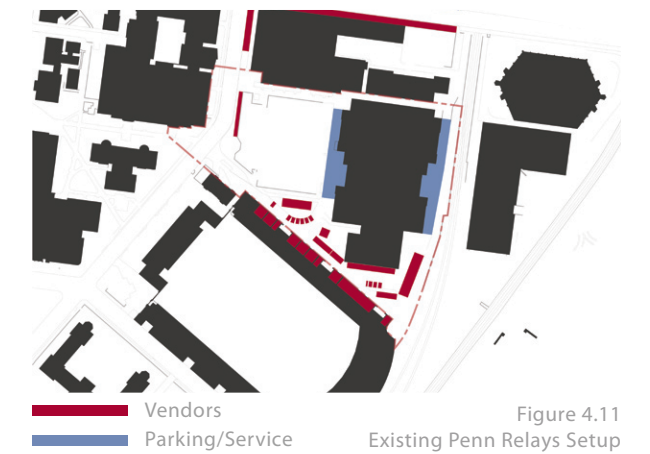 Vendors
Parking/Service
Figure 4.11
Existing Penn Relays Setup